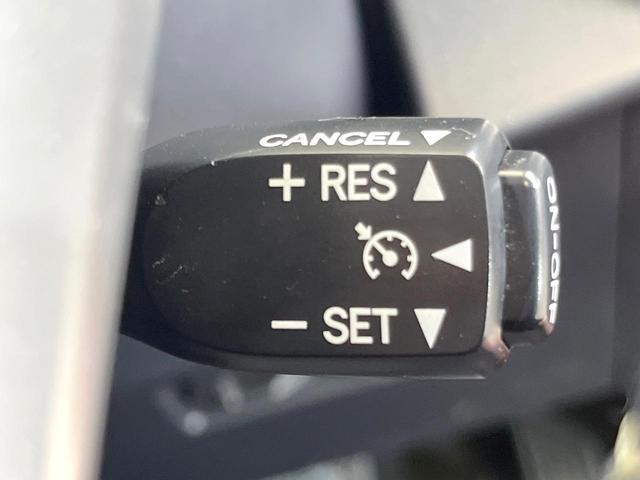 CANCEL ▼
+ RES ▲
◀
− SET ▼
ON-OFF